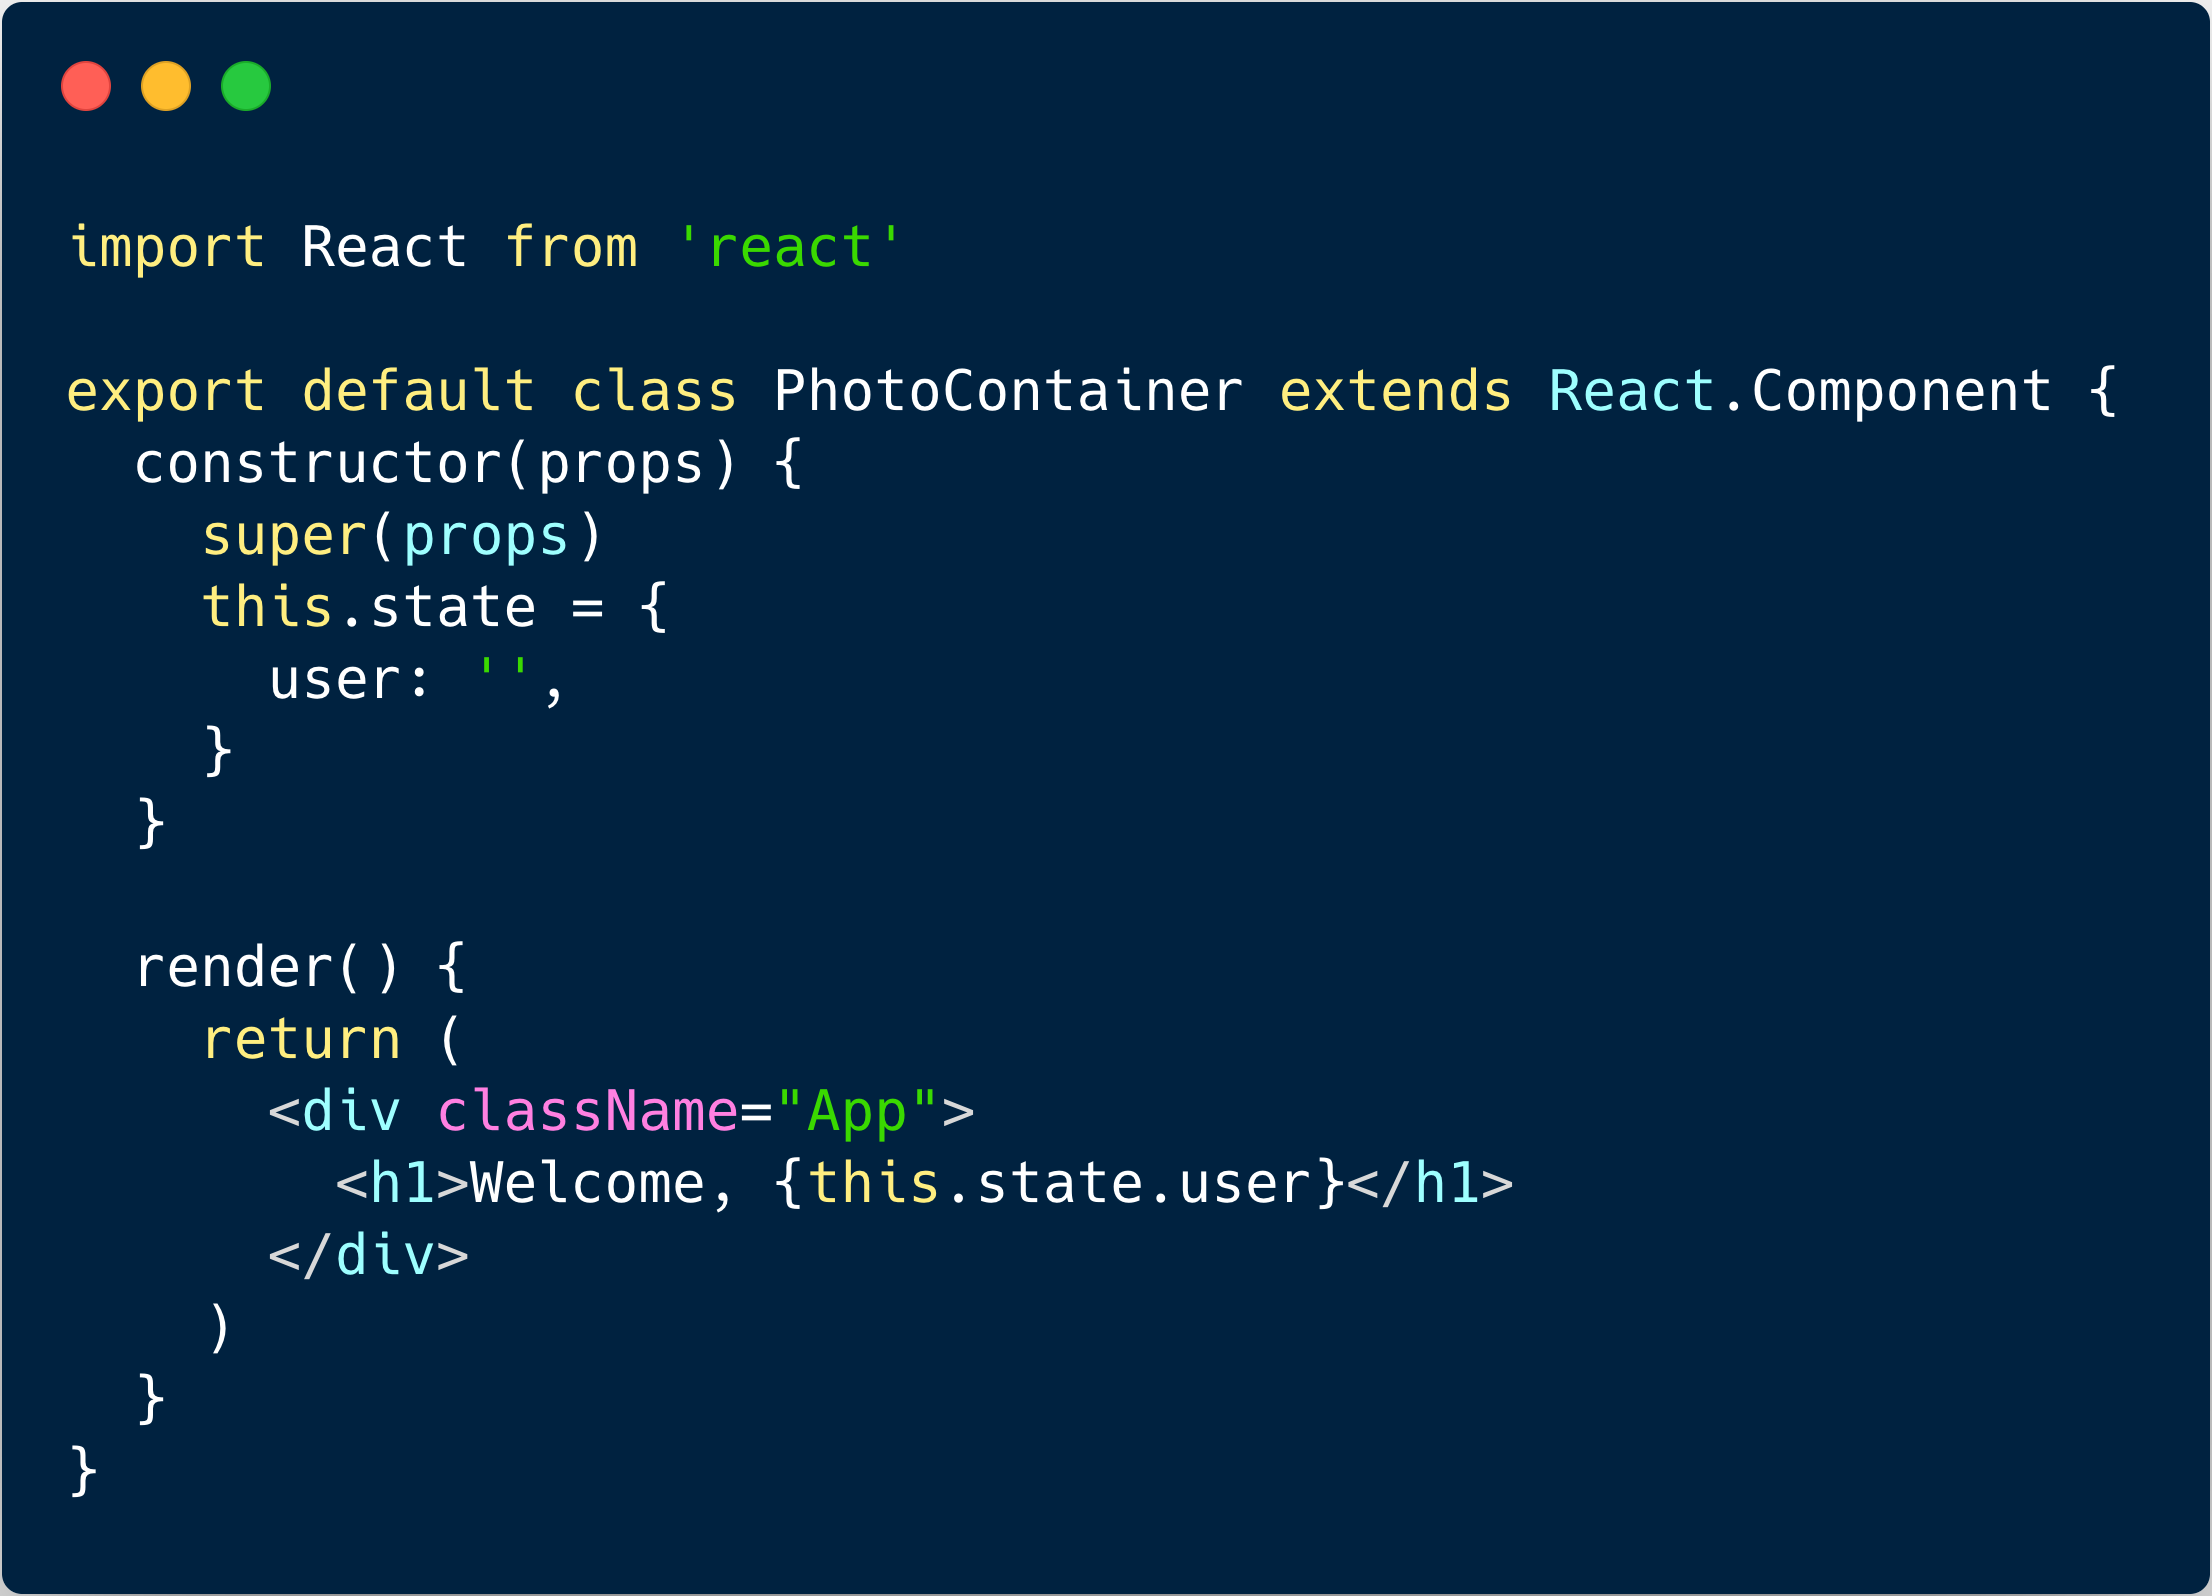 import React from 'react'

export default class PhotoContainer extends React.Component {
  constructor(props) {
    super(props)
    this.state = {
      user: '',
    }
  }

  render() {
    return (
      <div className="App">
        <h1>Welcome, {this.state.user}</h1>
      </div>
    )
  }
}